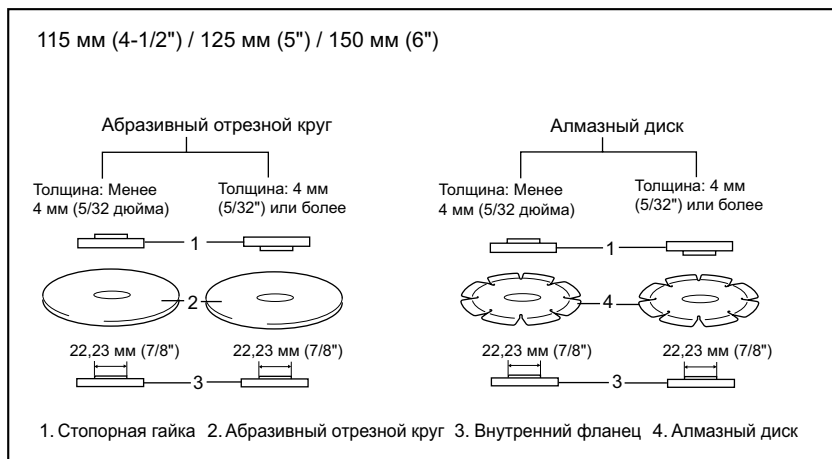 115 мм (4-1/2") / 125 мм (5") / 150 мм (6")
Абразивный отрезной круг
Толщина: Менее
4 мм (5/32 дюйма)
Толщина: 4 мм
(5/32") или более
1
2
22,23 мм (7/8")
22,23 мм (7/8")
3
Алмазный диск
Толщина: Менее
4 мм (5/32 дюйма)
Толщина: 4 мм
(5/32") или более
1
4
22,23 мм (7/8")
22,23 мм (7/8")
3
1. Стопорная гайка 2. Абразивный отрезной круг 3. Внутренний фланец 4. Алмазный диск